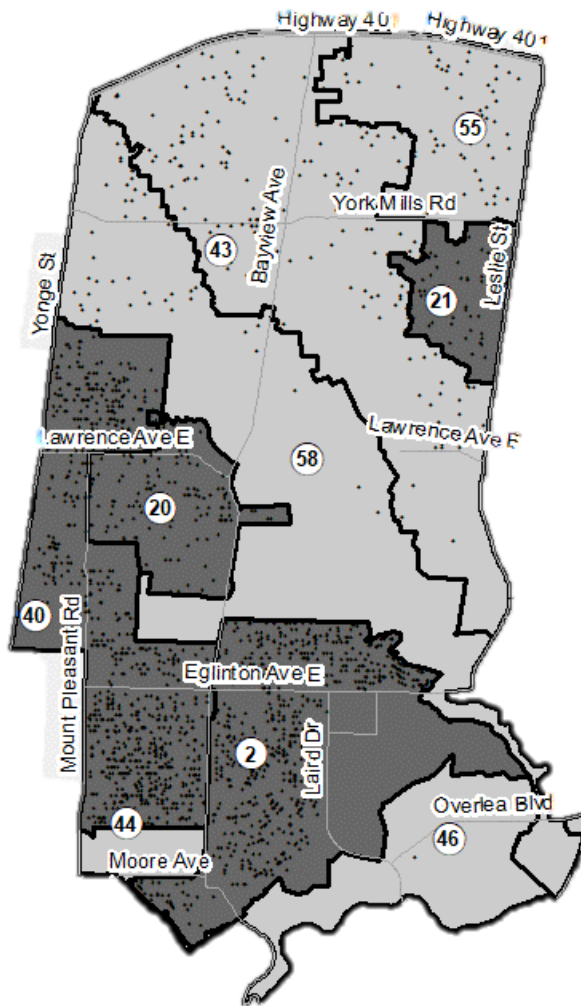 Highway 401
Highway 401
55
York Mills Rd
Bayview Ave
43
Leslie St
Yonge St
21
Lawrence Ave E
Lawrence Ave E
58
20
40
Mount Pleasant Rd
Eglinton Ave E
2
Laird Dr
Overlea Blvd
44
46
Moore Ave